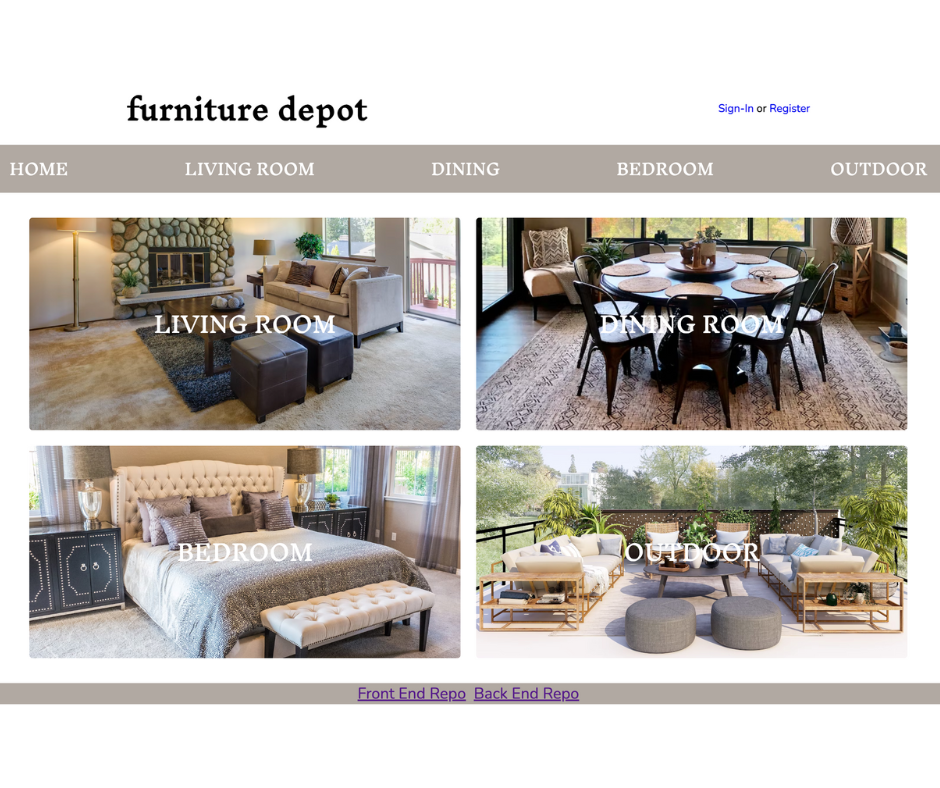 furniture depot
Sign-In or Register
HOME LIVING ROOM DINING BEDROOM OUTDOOR
LIVING ROOM
DINING ROOM
BEDROOM
OUTDOOR
Front End Repo Back End Repo